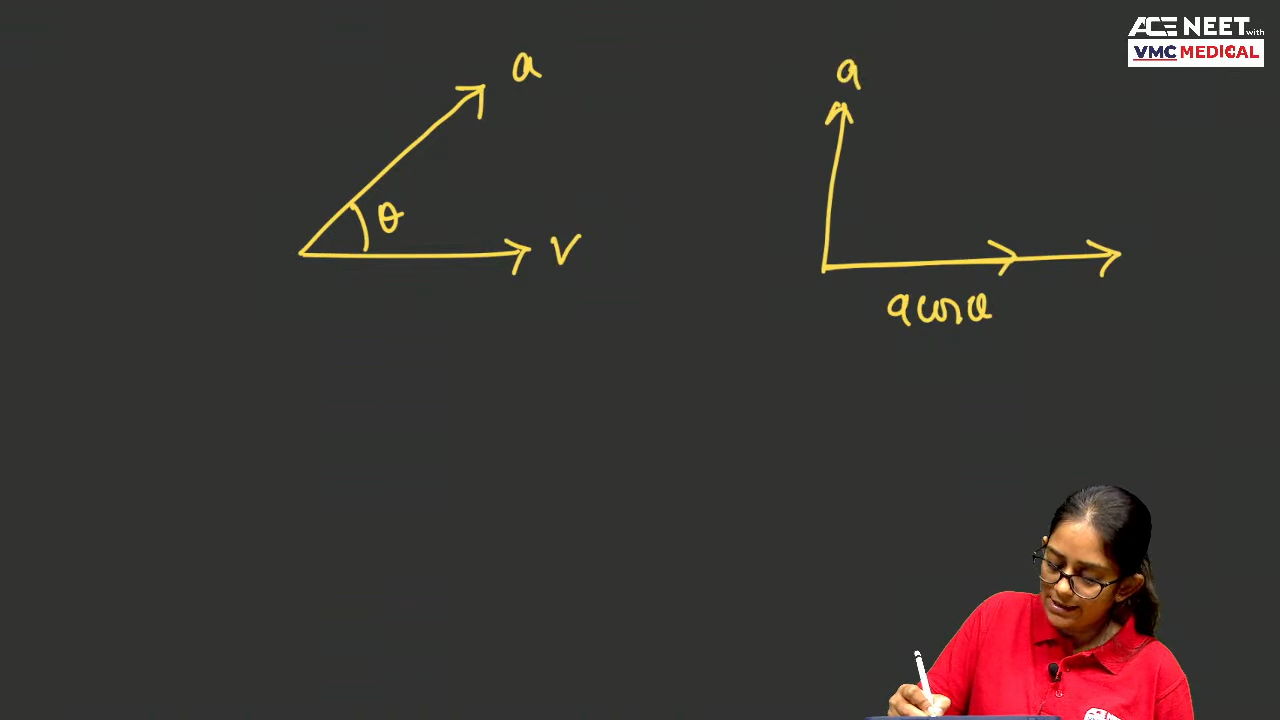 ACE NEET with
VMC MEDICAL
a
θ
v
a
a cos θ